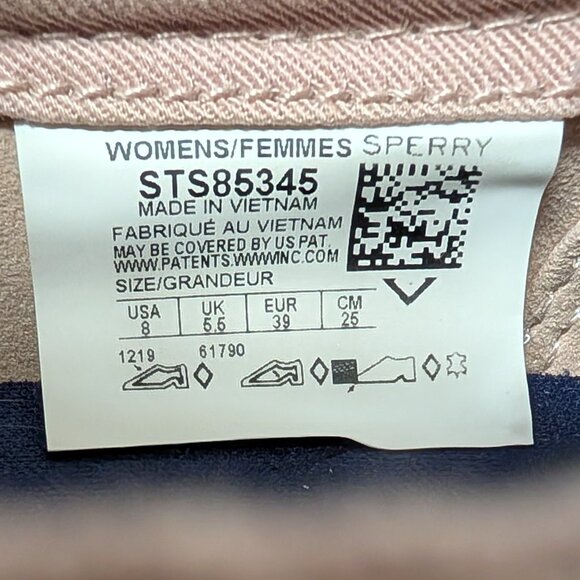 WOMENS/FEMMES SPERRY
STS85345
MADE IN VIETNAM
FABRIQUÉ AU VIETNAM
MAY BE COVERED BY US PAT.
WWW.PATENTS.WWWINC.COM
SIZE/GRANDEUR
USA UK EUR CM
8 5.5 39 25
1219 61790